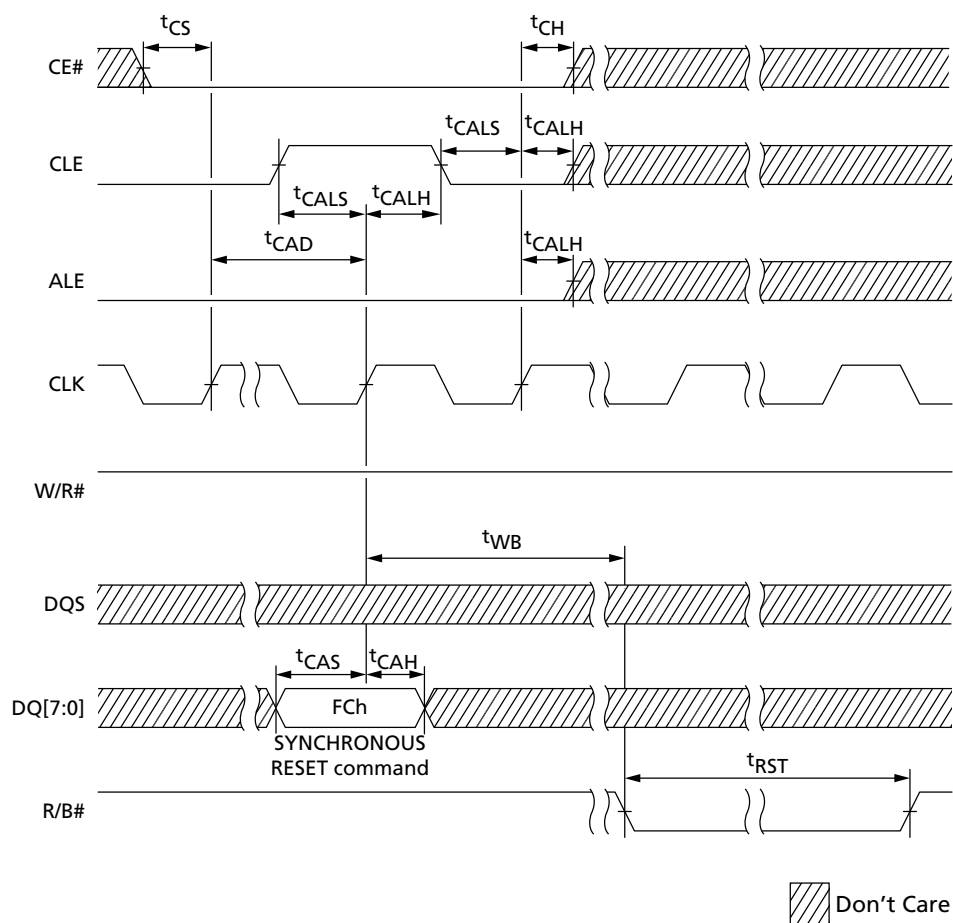 tCS
tCH
CE#
tCALS
tCALH
CLE
tCALS
tCALH
tCAD
tCALH
ALE
CLK
W/R#
tWB
DQS
tCAS
tCAH
DQ[7:0]
FCh
SYNCHRONOUS
RESET command
tRST
R/B#
Don't Care